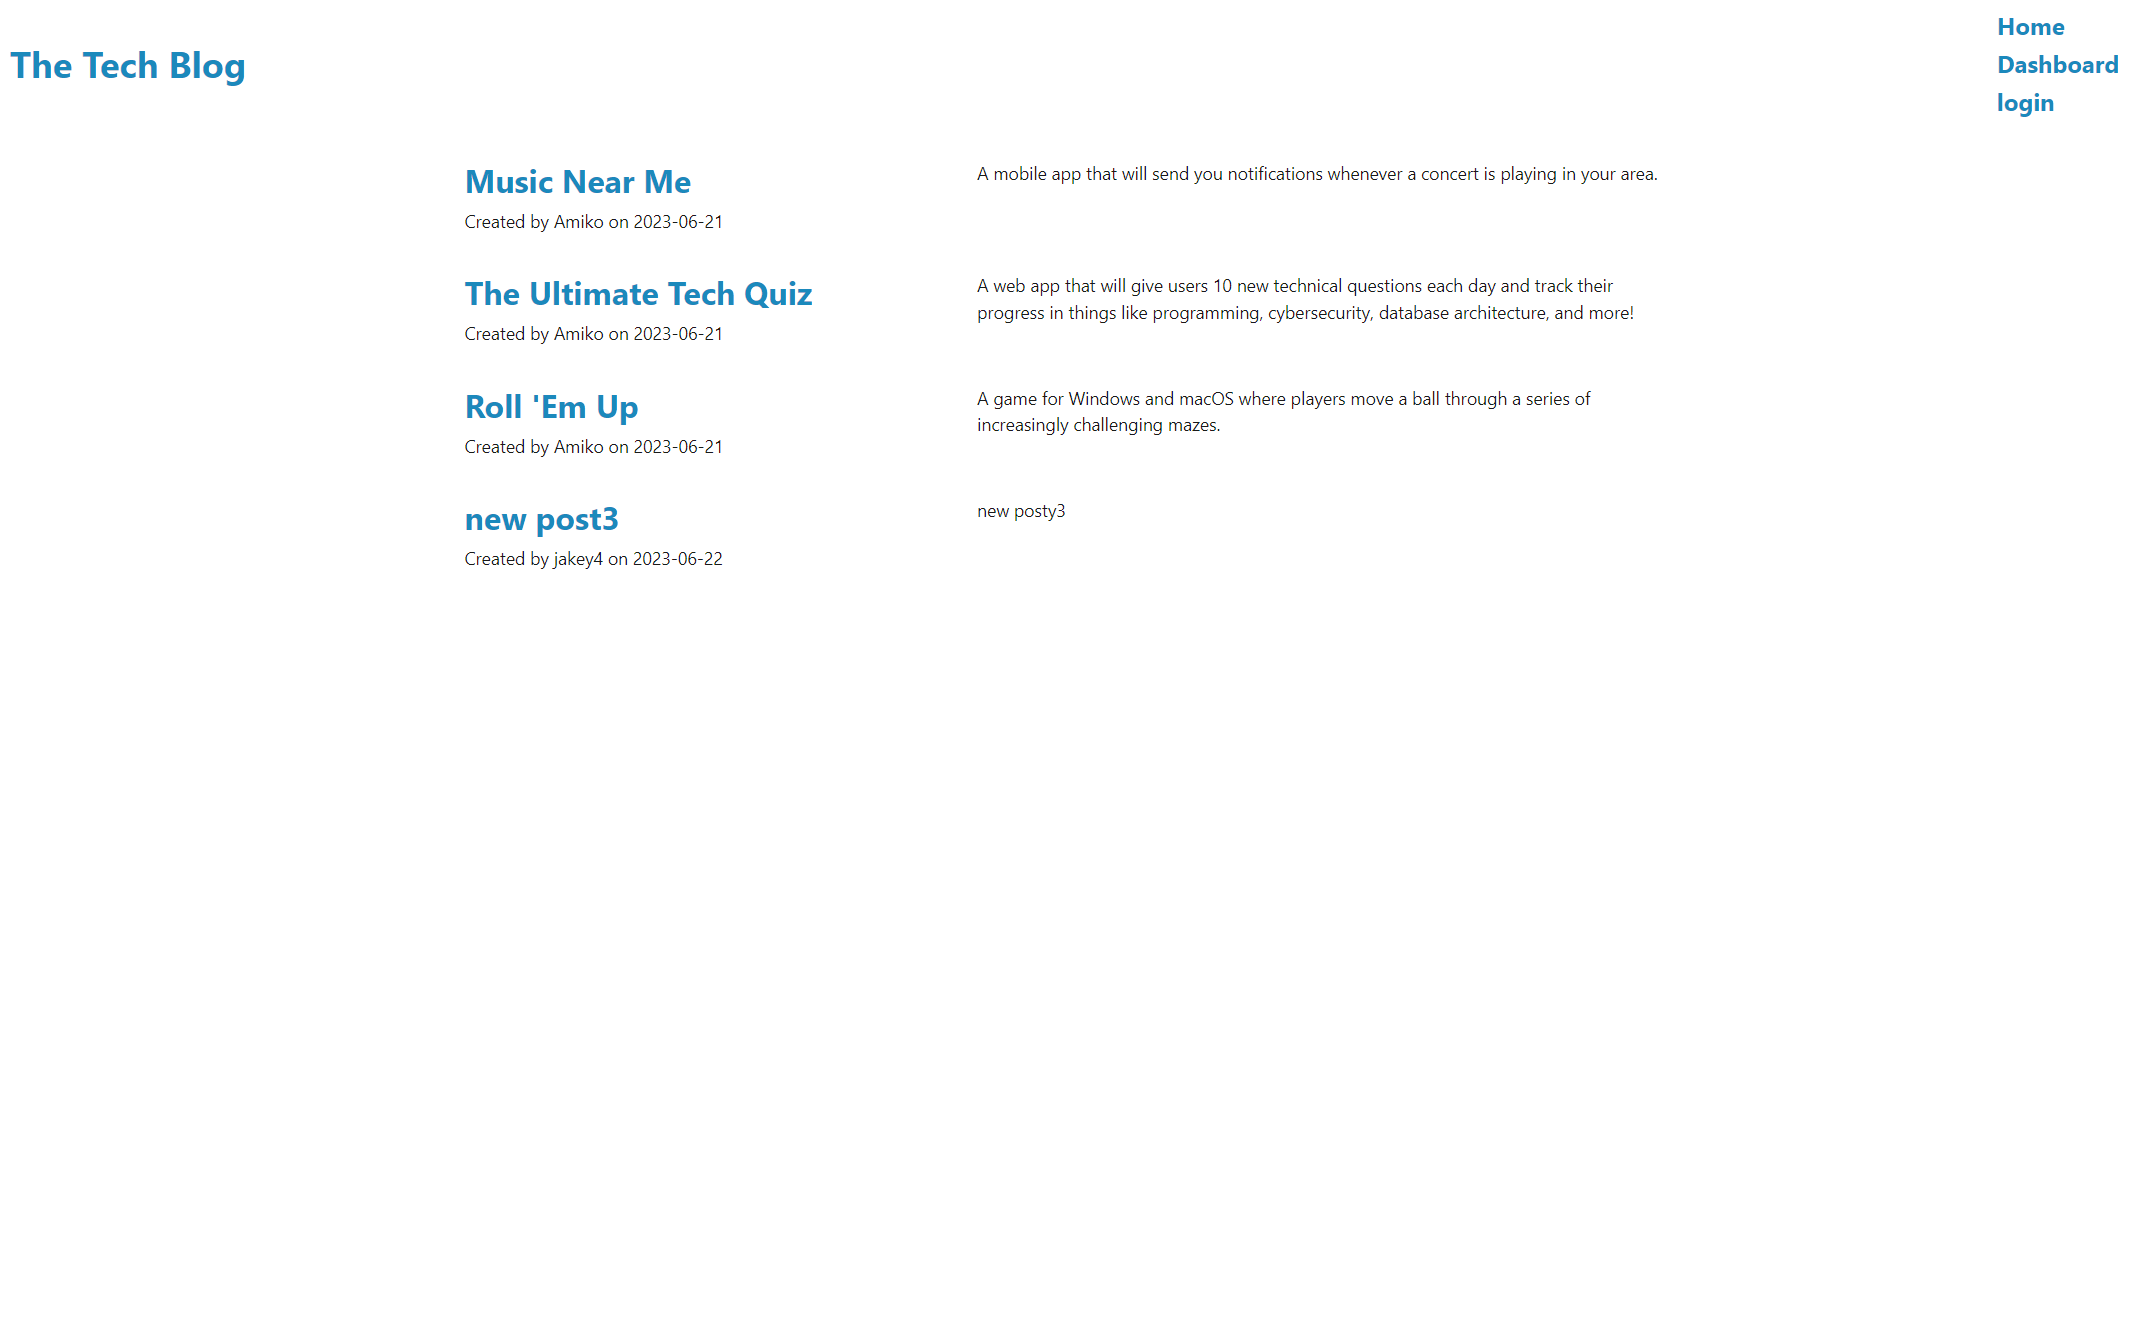 The Tech Blog
Home
Dashboard
login
Music Near Me
Created by Amiko on 2023-06-21
A mobile app that will send you notifications whenever a concert is playing in your area.
The Ultimate Tech Quiz
Created by Amiko on 2023-06-21
A web app that will give users 10 new technical questions each day and track their
progress in things like programming, cybersecurity, database architecture, and more!
Roll 'Em Up
Created by Amiko on 2023-06-21
A game for Windows and macOS where players move a ball through a series of
increasingly challenging mazes.
new post3
Created by jakey4 on 2023-06-22
new posty3